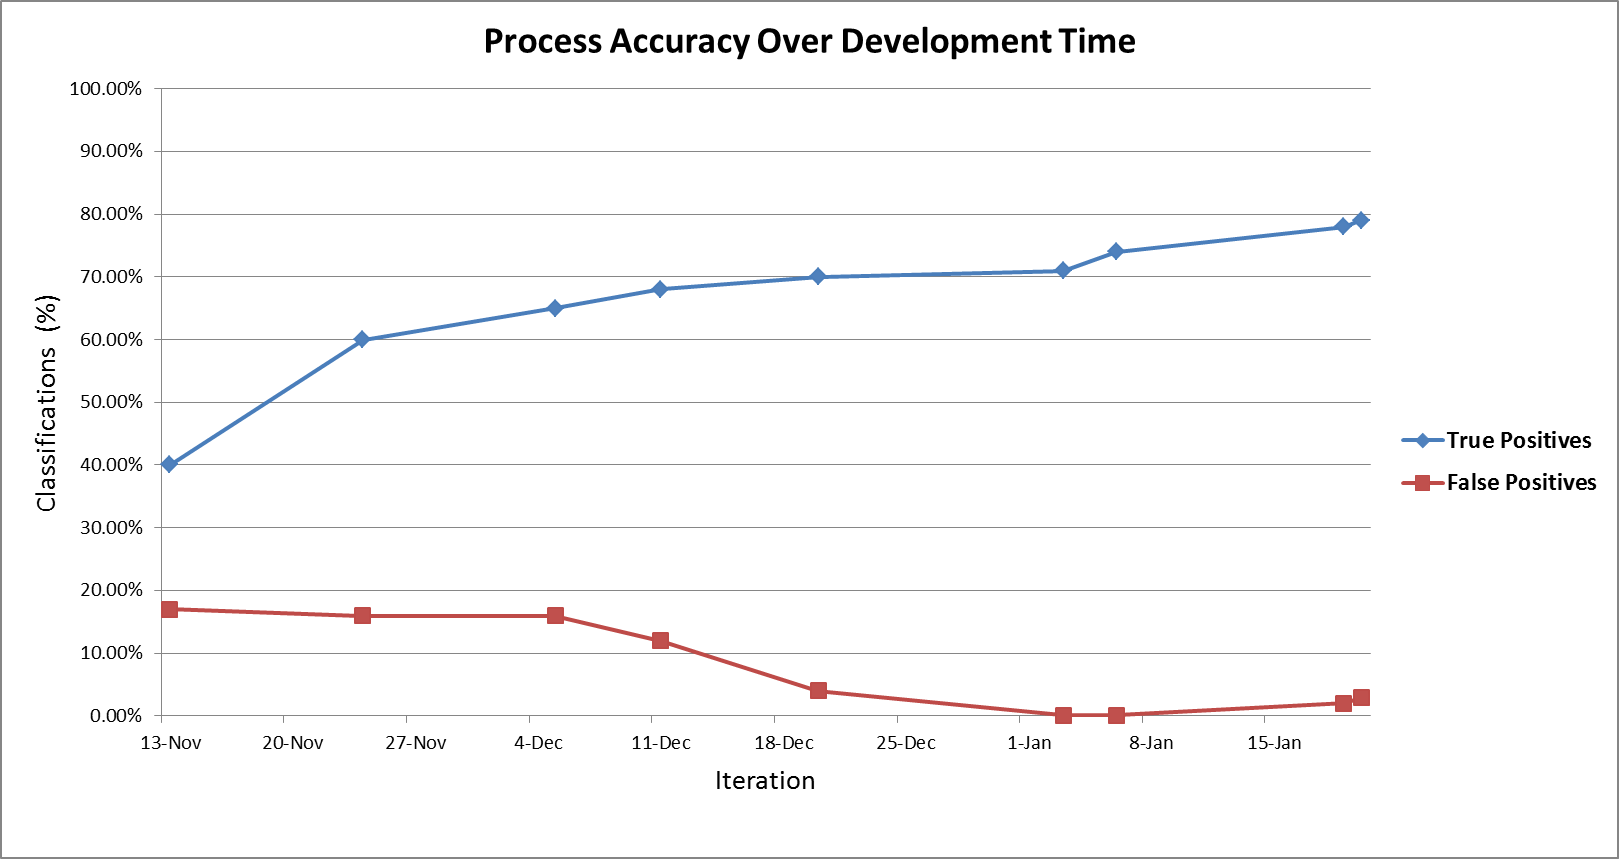 Process Accuracy Over Development Time
100.00%
90.00%
80.00%
70.00%
60.00%
50.00%
40.00%
30.00%
20.00%
10.00%
0.00%
Classifications (%)
13-Nov 20-Nov 27-Nov 4-Dec 11-Dec 18-Dec 25-Dec 1-Jan 8-Jan 15-Jan
Iteration
True Positives
False Positives